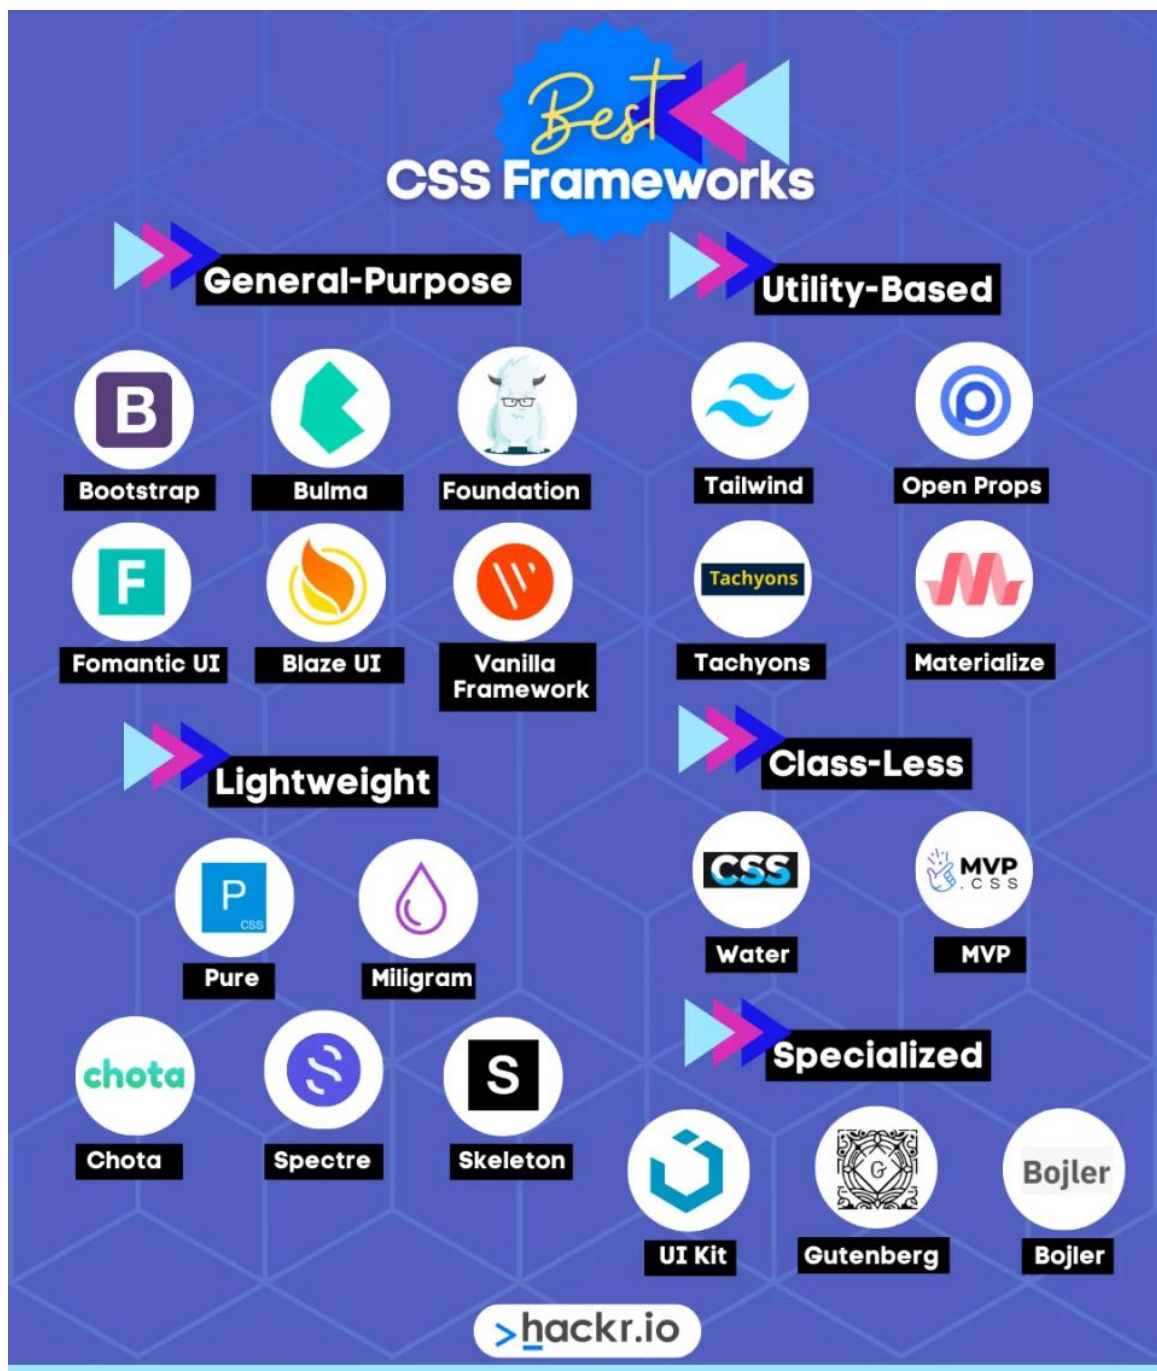 Best
CSS Frameworks
General-Purpose
B
Bootstrap
Bulma
Foundation
F
Fomantic UI
Blaze UI
Vanilla
Framework
Utility-Based
Tailwind
Open Props
Tachyons
Tachyons
Materialize
Lightweight
P
CSS
Pure
Miligram
chota
Chota
Spectre
S
Skeleton
Class-Less
CSS
Water
MVP
.CSS
MVP
Specialized
UI Kit
G
Gutenberg
Bojler
Bojler
>hackr.io